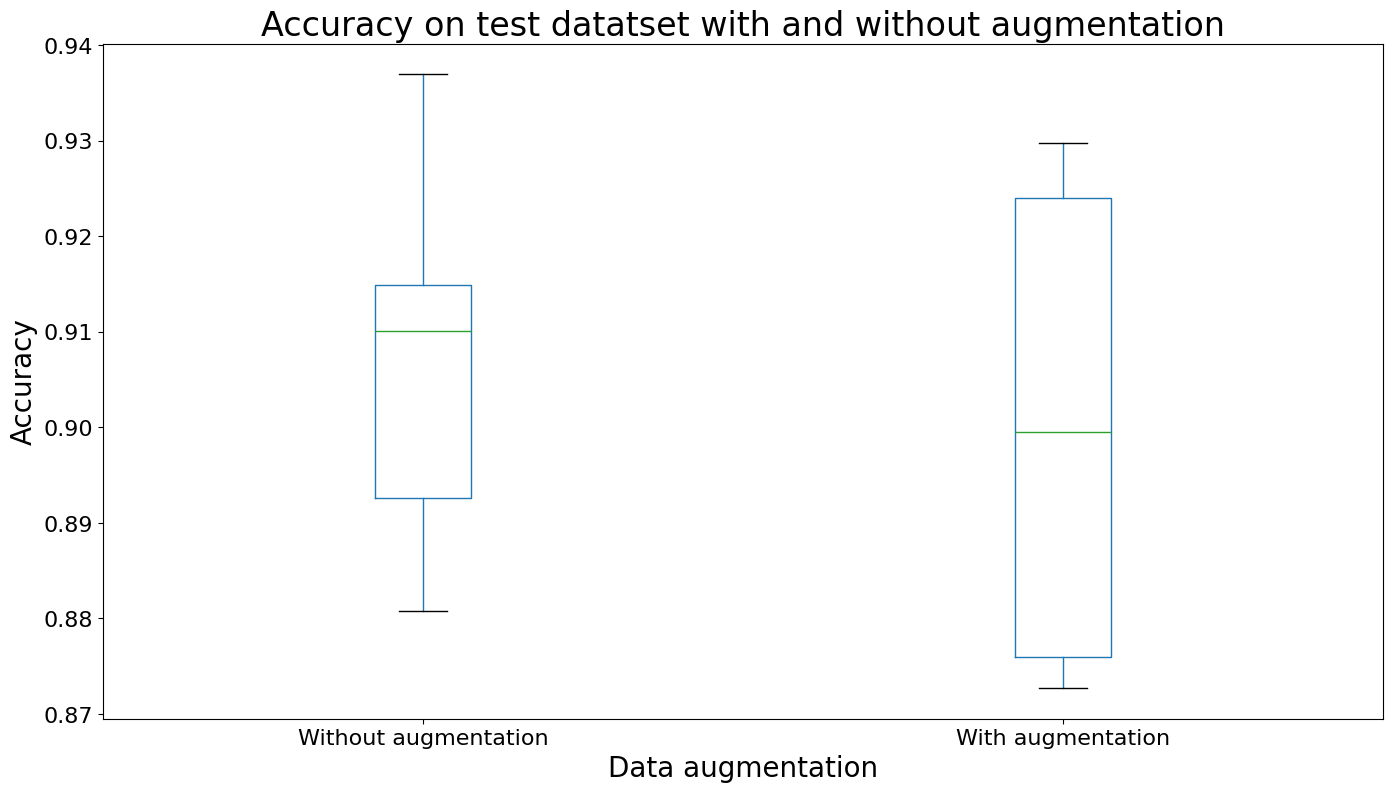 Accuracy on test datatset with and without augmentation
0.94
0.93
0.92
0.91
0.90
0.89
0.88
0.87
Accuracy
Without augmentation
With augmentation
Data augmentation